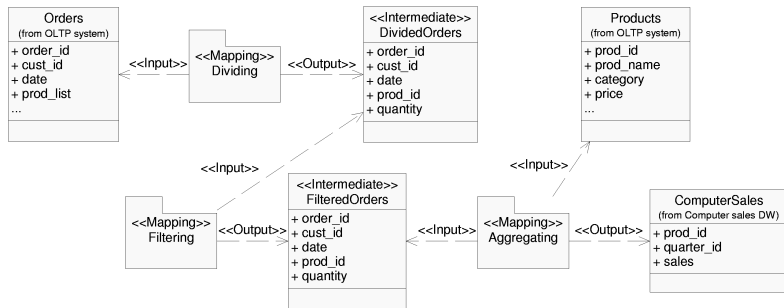 Orders
(from OLTP system)
+ order_id
+ cust_id
+ date
+ prod_list
...
<<Input>>
<<Mapping>>
Dividing
<<Output>>
<<Intermediate>>
DividedOrders
+ order_id
+ cust_id
+ date
+ prod_id
+ quantity
Products
(from OLTP system)
+ prod_id
+ prod_name
+ category
+ price
...
<<Input>>
<<Input>>
<<Mapping>>
Filtering
<<Output>>
<<Intermediate>>
FilteredOrders
+ order_id
+ cust_id
+ date
+ prod_id
+ quantity
<<Input>>
<<Mapping>>
Aggregating
<<Output>>
ComputerSales
(from Computer sales DW)
+ prod_id
+ quarter_id
+ sales